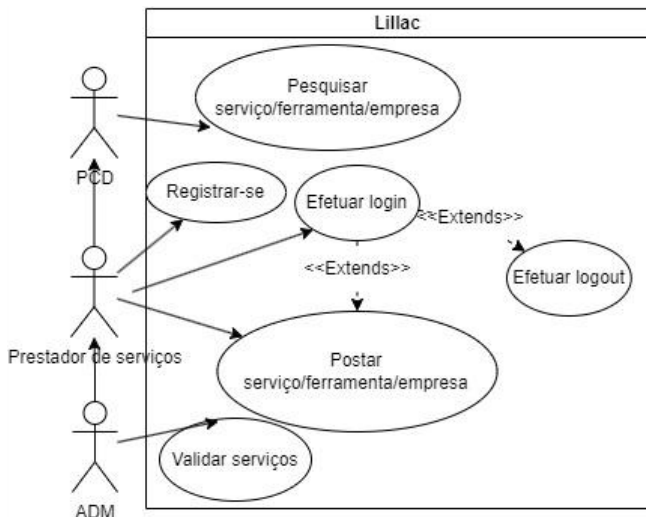 Lillac
Pesquisar
serviço/ferramenta/empresa
PCD
Registrar-se
Efetuar login
<<Extends>>
<<Extends>>
Efetuar logout
Prestador de serviços
Postar
serviço/ferramenta/empresa
Validar serviços
ADM